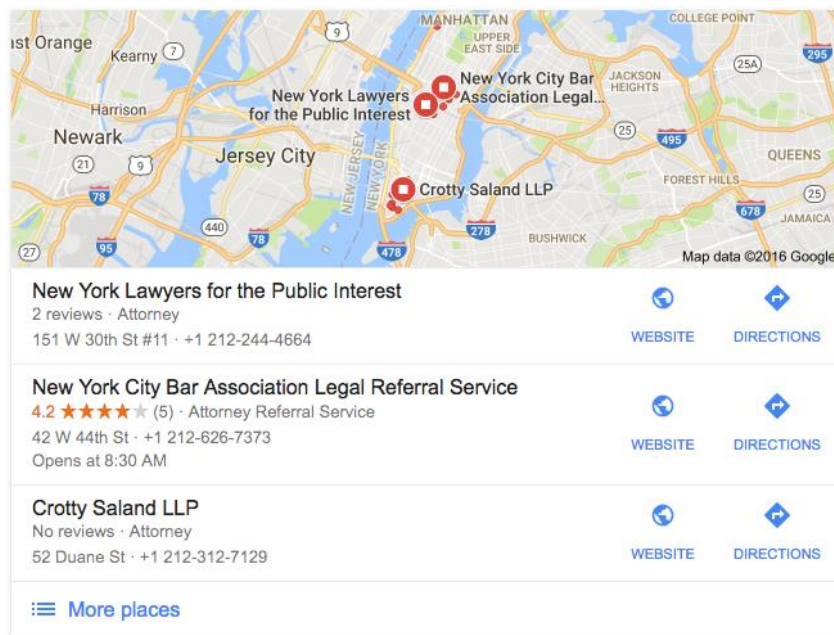 MANHATTAN
COLLEGE POINT
ast Orange
Kearny
7
9
UPPER
EAST SIDE
295
25A
New York City Bar
Association Legal...
JACKSON
HEIGHTS
New York Lawyers
for the Public Interest
Harrison
Newark
25
495
21
9
Jersey City
QUEENS
NEW JERSEY
NEW YORK
FOREST HILLS
78
Crotty Saland LLP
25
678
JAMAICA
440
278
27
95
78
478
BUSHWICK
Map data ©2016 Google
New York Lawyers for the Public Interest
2 reviews · Attorney
151 W 30th St #11 · +1 212-244-4664
WEBSITE
DIRECTIONS
New York City Bar Association Legal Referral Service
4.2 ★★★★★ (5) · Attorney Referral Service
42 W 44th St · +1 212-626-7373
Opens at 8:30 AM
WEBSITE
DIRECTIONS
Crotty Saland LLP
No reviews · Attorney
52 Duane St · +1 212-312-7129
WEBSITE
DIRECTIONS
More places